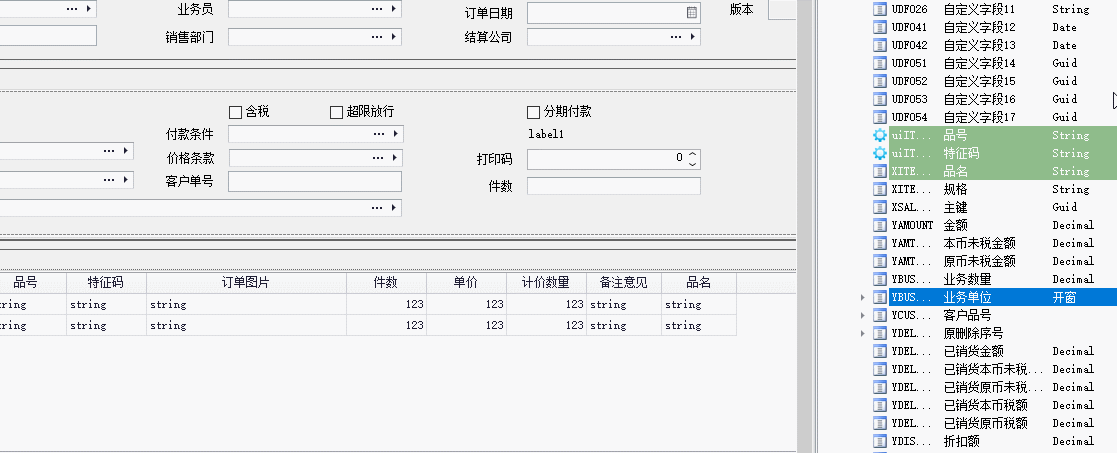 业务员 ... 订单日期 版本
销售部门 ... 结算公司 ...
含税 超限放行 分期付款
付款条件 ... label1
... 价格条款 ... 打印码 0
... 客户单号 件数
...
品号 特征码 订单图片 件数 单价 计价数量 备注意见 品名
tring string string 123 123 123 string string
tring string string 123 123 123 string string
UDF026 自定义字段11 String
UDF041 自定义字段12 Date
UDF042 自定义字段13 Date
UDF051 自定义字段14 Guid
UDF052 自定义字段15 Guid
UDF053 自定义字段16 Guid
UDF054 自定义字段17 Guid
uiIT... 品号 String
uiIT... 特征码 String
XITE... 品名 String
XITE... 规格 String
XSAL... 主键 Guid
YAMOUNT 金额 Decimal
YAMT... 本币未税金额 Decimal
YAMT... 原币未税金额 Decimal
YBUS... 业务数量 Decimal
YBUS... 业务单位 开窗
YCUS... 客户品号
YDEL... 原删除序号
YDEL... 已销货金额 Decimal
YDEL... 已销货本币未税... Decimal
YDEL... 已销货原币未税... Decimal
YDEL... 已销货本币税额 Decimal
YDEL... 已销货原币税额 Decimal
YDIS... 折扣额 Decimal